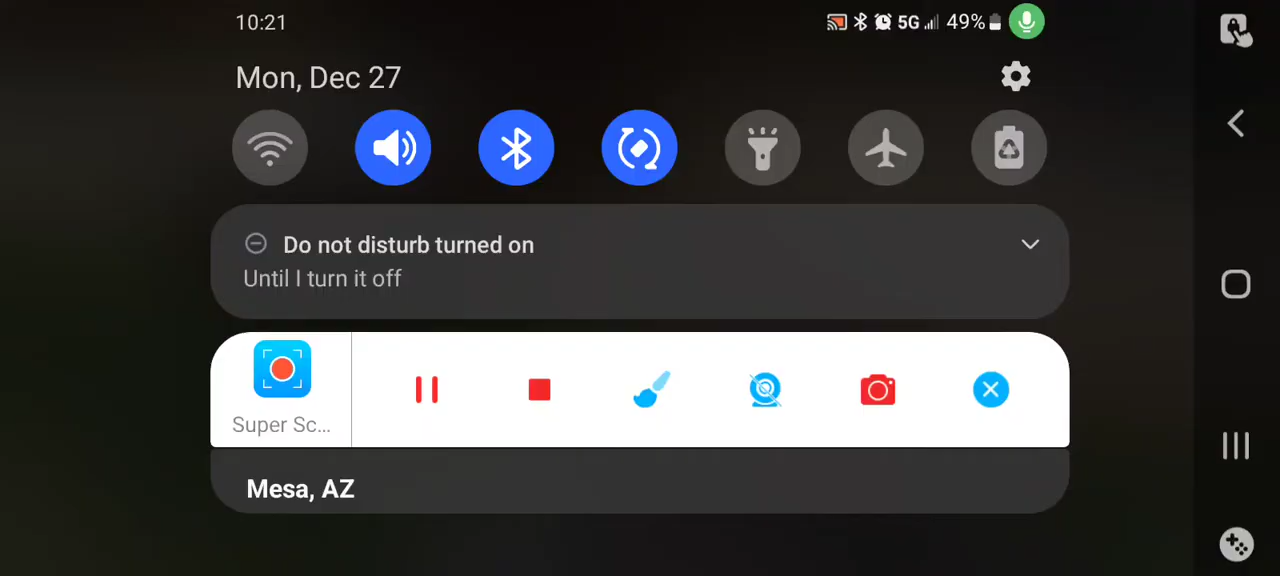 10:21
5G 49%
Mon, Dec 27
Do not disturb turned on
Until I turn it off
Super Sc...
Mesa, AZ